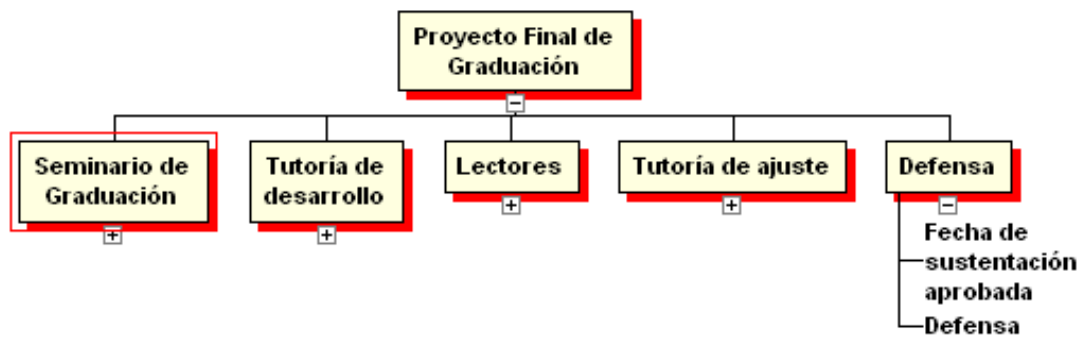 Proyecto Final de
Graduación
Seminario de
Graduación
Tutoría de
desarrollo
Lectores
Tutoría de ajuste
Defensa
Fecha de
sustentación
aprobada
Defensa